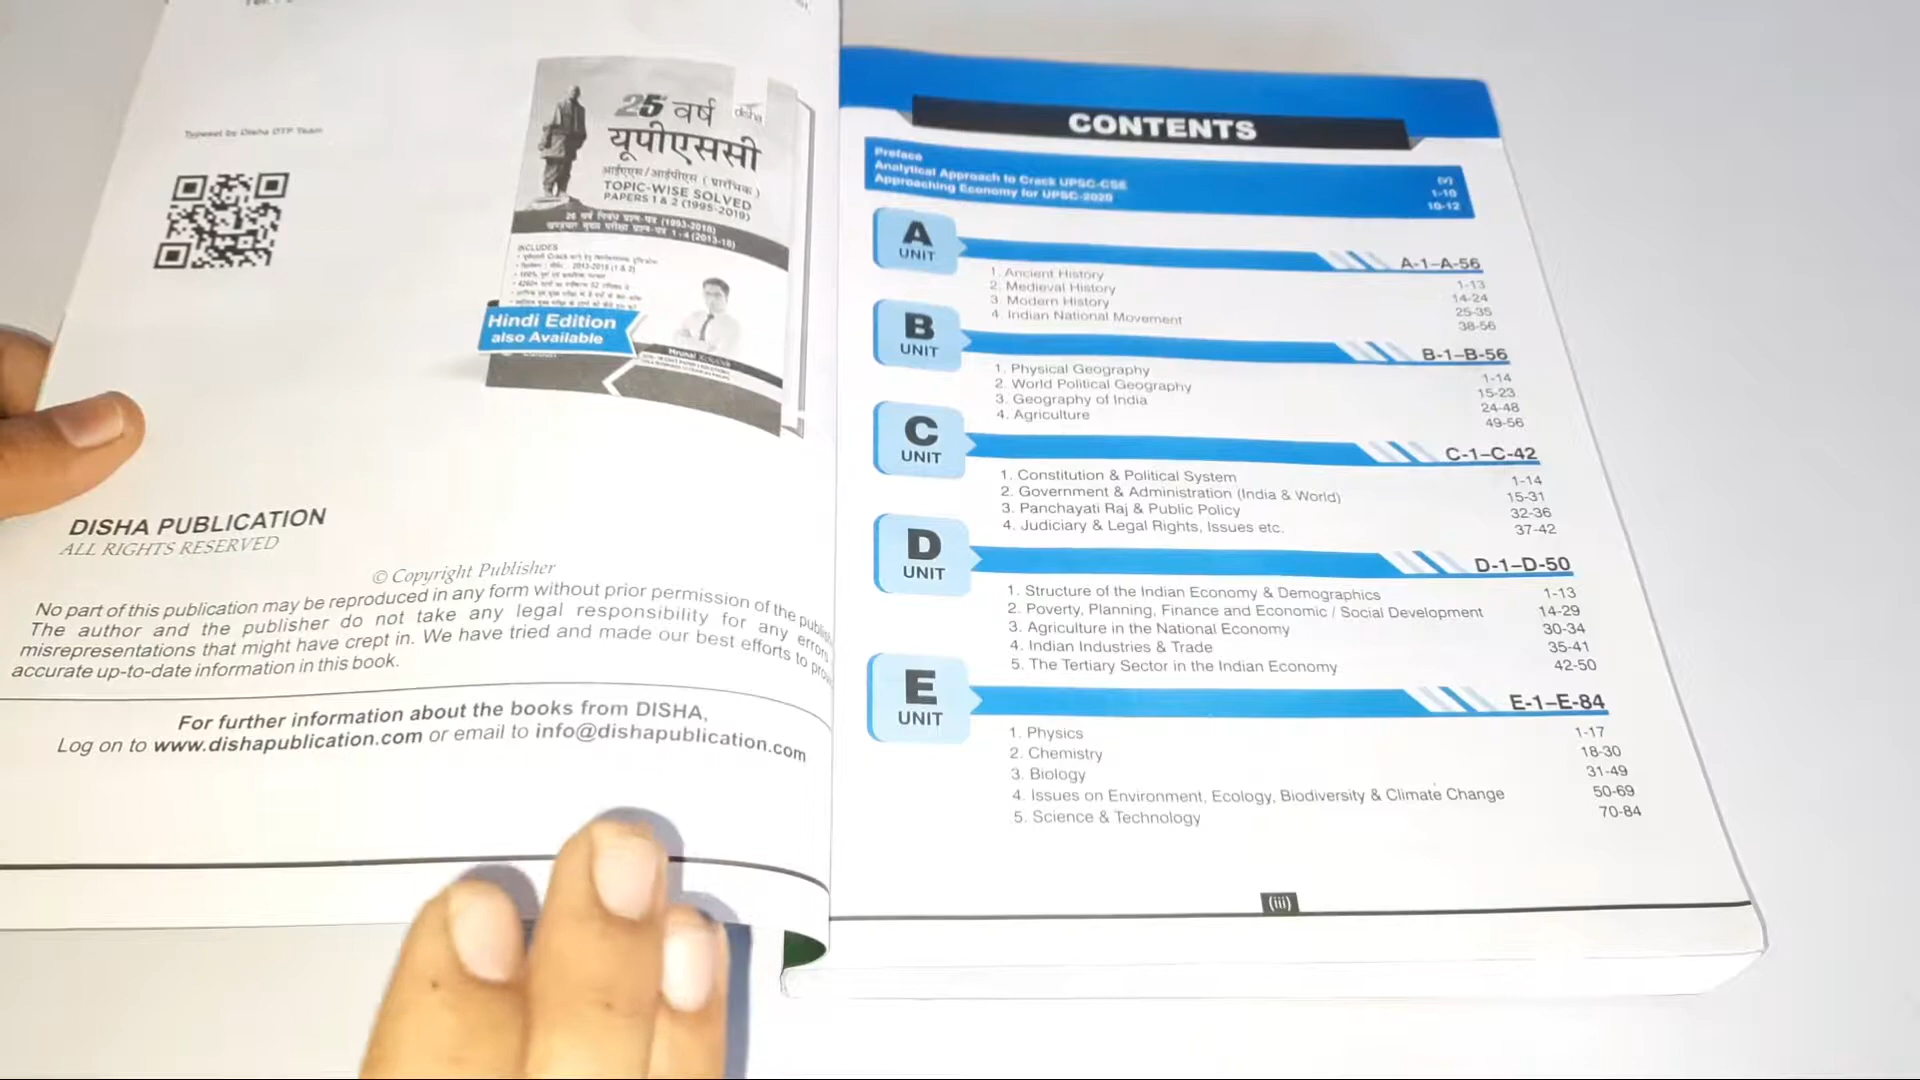 Typeset by Disha DTP Team
25 वर्ष
disha
यूपीएससी
आईएएस/आईपीएस (प्रारंभिक)
TOPIC-WISE SOLVED
PAPERS 1 & 2 (1995-2019)
INCLUDES
Hindi Edition
also Available
DISHA PUBLICATION
ALL RIGHTS RESERVED
© Copyright Publisher
No part of this publication may be reproduced in any form without prior permission of the
The author and the publisher do not take any legal responsibility for any errors
misrepresentations that might have crept in. We have tried and made our best efforts to
accurate up-to-date information in this book.
For further information about the books from DISHA,
Log on to www.dishapublication.com or email to info@dishapublication.com
CONTENTS
Preface (v)
Analytical Approach to Crack UPSC-CSE 1-10
Approaching Economy for UPSC-2020 10-12
A
UNIT
A-1–A-56
1. Ancient History 1-13
2. Medieval History 14-24
3. Modern History 25-35
4. Indian National Movement 38-56
B
UNIT
B-1–B-56
1. Physical Geography 1-14
2. World Political Geography 15-23
3. Geography of India 24-48
4. Agriculture 49-56
C
UNIT
C-1–C-42
1. Constitution & Political System 1-14
2. Government & Administration (India & World) 15-31
3. Panchayati Raj & Public Policy 32-36
4. Judiciary & Legal Rights, Issues etc. 37-42
D
UNIT
D-1–D-50
1. Structure of the Indian Economy & Demographics 1-13
2. Poverty, Planning, Finance and Economic / Social Development 14-29
3. Agriculture in the National Economy 30-34
4. Indian Industries & Trade 35-41
5. The Tertiary Sector in the Indian Economy 42-50
E
UNIT
E-1–E-84
1. Physics 1-17
2. Chemistry 18-30
3. Biology 31-49
4. Issues on Environment, Ecology, Biodiversity & Climate Change 50-69
5. Science & Technology 70-84
(iii)